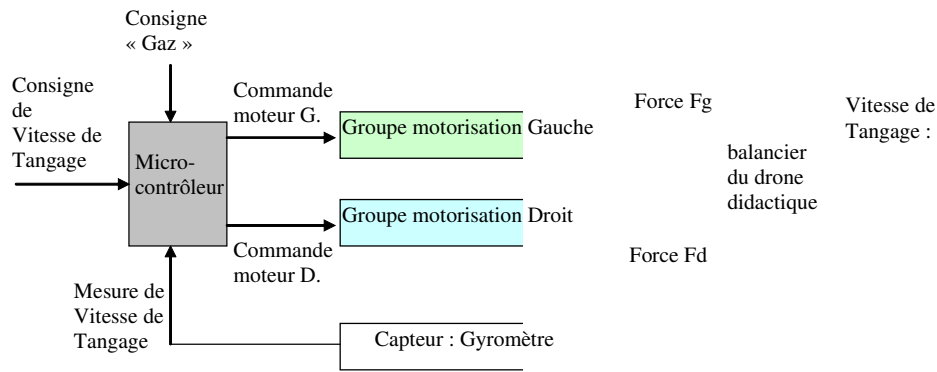 Consigne
« Gaz »
Consigne
de
Vitesse de
Tangage
Commande
moteur G.
Groupe motorisation Gauche
Force Fg
Vitesse de
Tangage :
Micro-
contrôleur
balancier
du drone
didactique
Groupe motorisation Droit
Commande
moteur D.
Force Fd
Mesure de
Vitesse de
Tangage
Capteur : Gyromètre